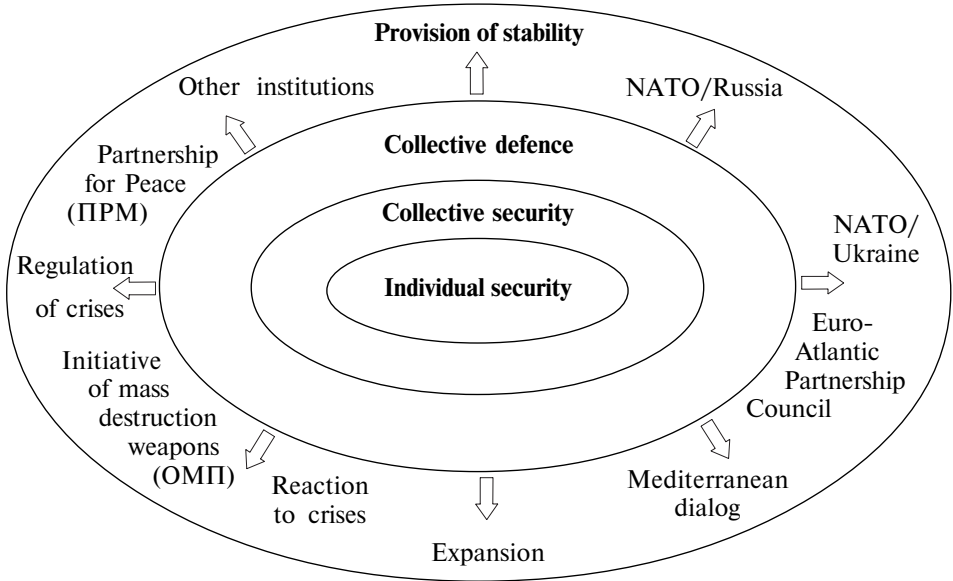 Provision of stability
Other institutions
NATO/Russia
Collective defence
Partnership
for Peace
(ПРМ)
Collective security
NATO/
Ukraine
Regulation
of crises
Individual security
Euro-
Atlantic
Partnership
Council
Initiative
of mass
destruction
weapons
(ОМП)
Reaction
to crises
Mediterranean
dialog
Expansion